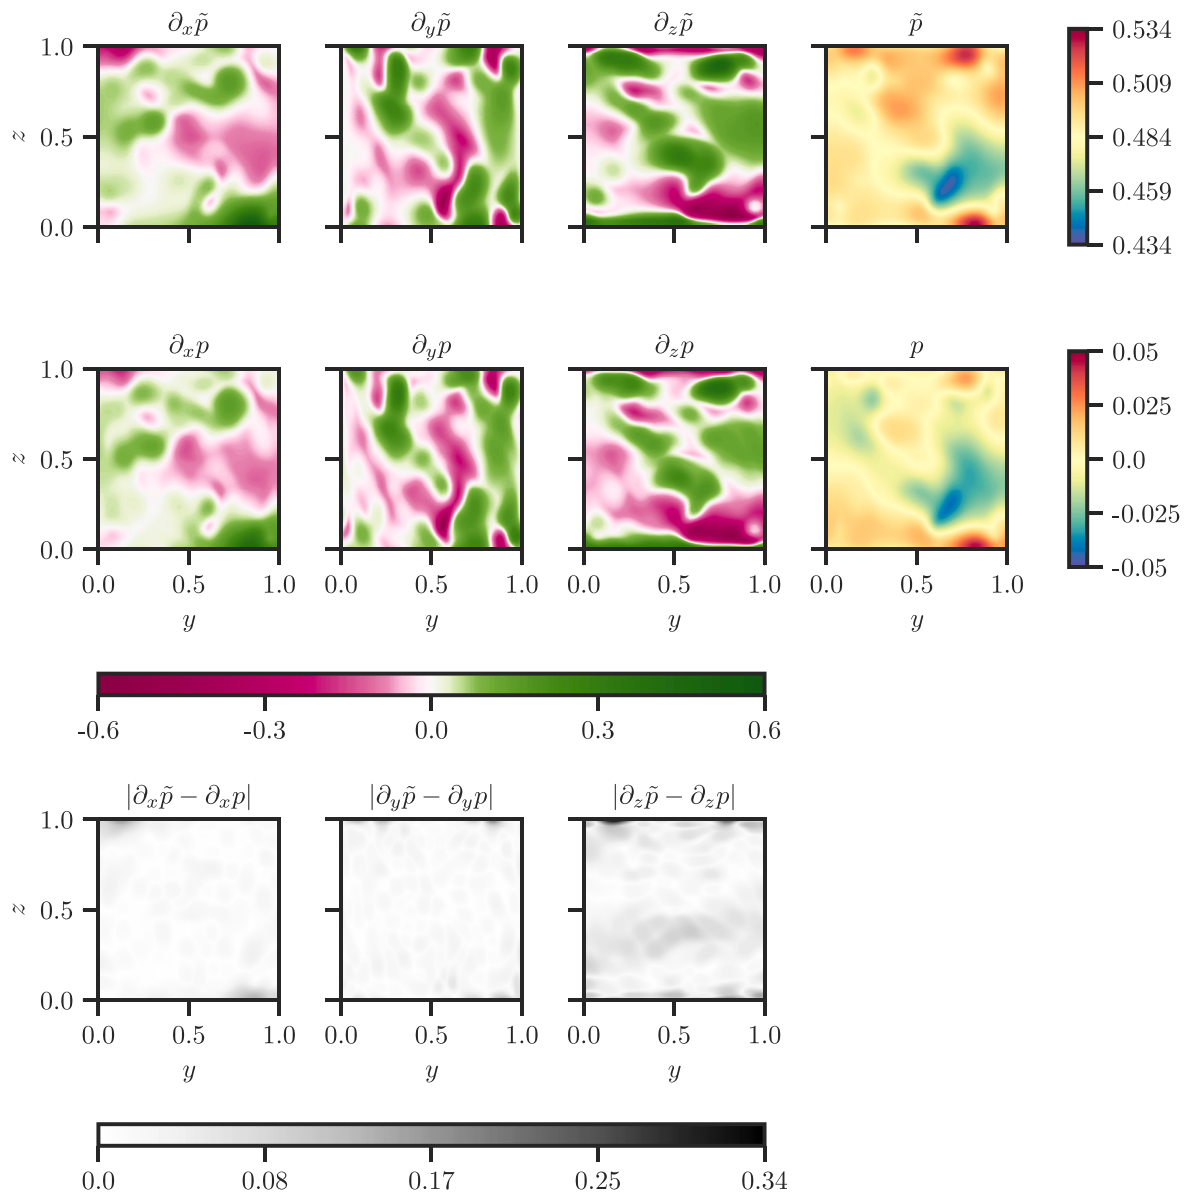 ∂ₓp̃ ∂ᵧp̃ ∂_z p̃ p̃
1.0 0.5 0.0 z
0.534 0.509 0.484 0.459 0.434
∂ₓp ∂ᵧp ∂_z p p
1.0 0.5 0.0 z
0.05 0.025 0.0 -0.025 -0.05
0.0 0.5 1.0 0.0 0.5 1.0 0.0 0.5 1.0 0.0 0.5 1.0
y y y y
-0.6 -0.3 0.0 0.3 0.6
|∂ₓp̃ − ∂ₓp| |∂ᵧp̃ − ∂ᵧp| |∂_z p̃ − ∂_z p|
1.0 0.5 0.0 z
0.0 0.5 1.0 0.0 0.5 1.0 0.0 0.5 1.0
y y y
0.0 0.08 0.17 0.25 0.34